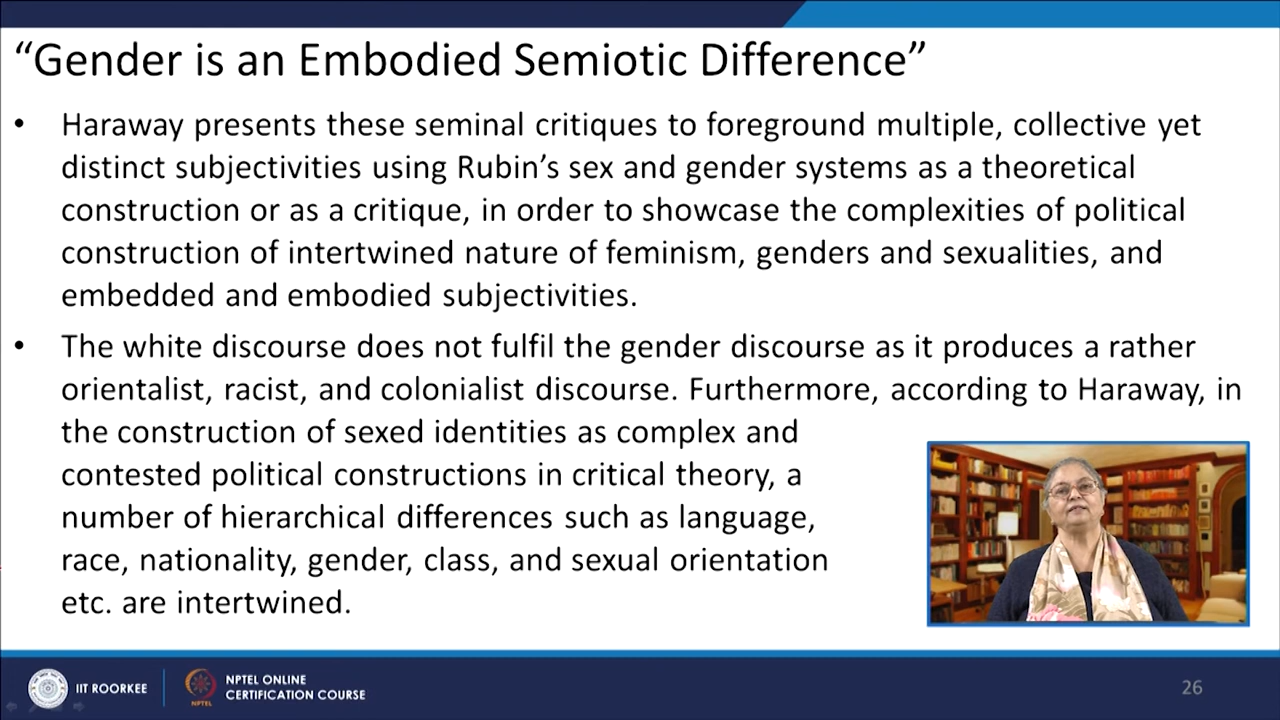 “Gender is an Embodied Semiotic Difference”
• Haraway presents these seminal critiques to foreground multiple, collective yet
distinct subjectivities using Rubin’s sex and gender systems as a theoretical
construction or as a critique, in order to showcase the complexities of political
construction of intertwined nature of feminism, genders and sexualities, and
embedded and embodied subjectivities.
• The white discourse does not fulfil the gender discourse as it produces a rather
orientalist, racist, and colonialist discourse. Furthermore, according to Haraway, in
the construction of sexed identities as complex and
contested political constructions in critical theory, a
number of hierarchical differences such as language,
race, nationality, gender, class, and sexual orientation
etc. are intertwined.
IIT ROORKEE
NPTEL
NPTEL ONLINE
CERTIFICATION COURSE
26